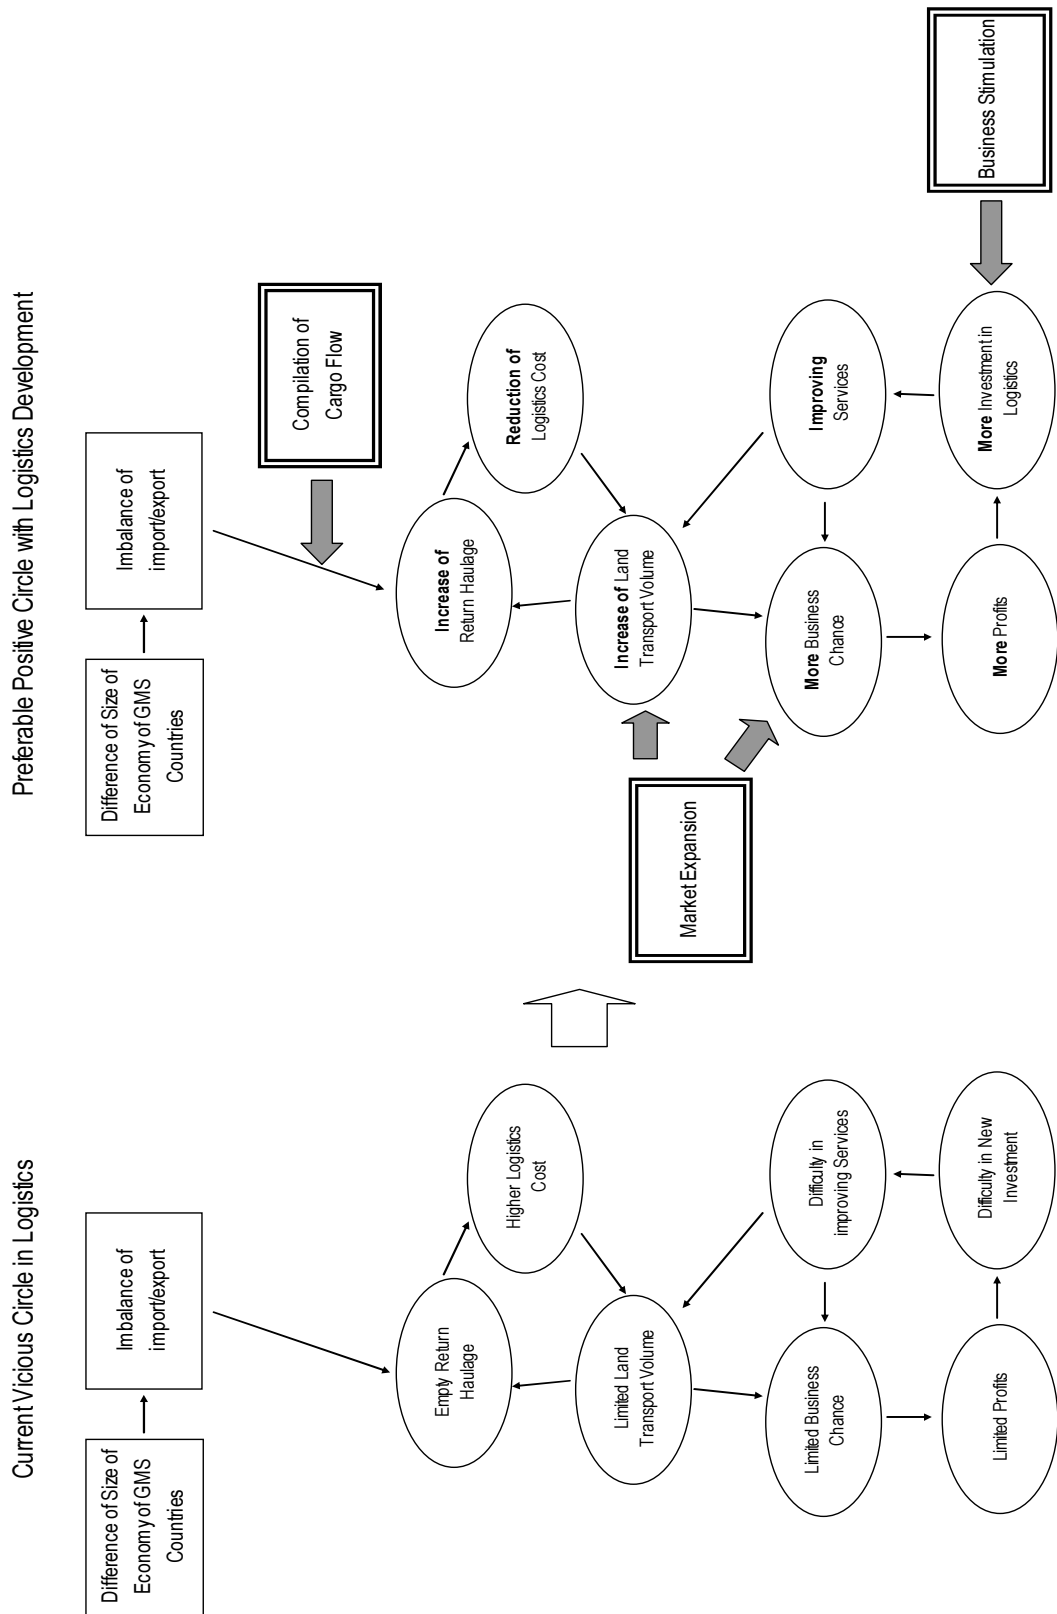 Current Vicious Circle in Logistics
Difference of Size of
Economy of GMS
Countries
Imbalance of
import/export
Empty Return
Haulage
Higher Logistics
Cost
Limited Land
Transport Volume
Limited Business
Chance
Difficulty in
improving Services
Limited Profits
Difficulty in New
Investment
Preferable Positive Circle with Logistics Development
Difference of Size of
Economy of GMS
Countries
Imbalance of
import/export
Compilation of
Cargo Flow
Increase of
Return Haulage
Reduction of
Logistics Cost
Increase of Land
Transport Volume
Market Expansion
More Business
Chance
Improving
Services
More Profits
More Investment in
Logistics
Business Stimulation